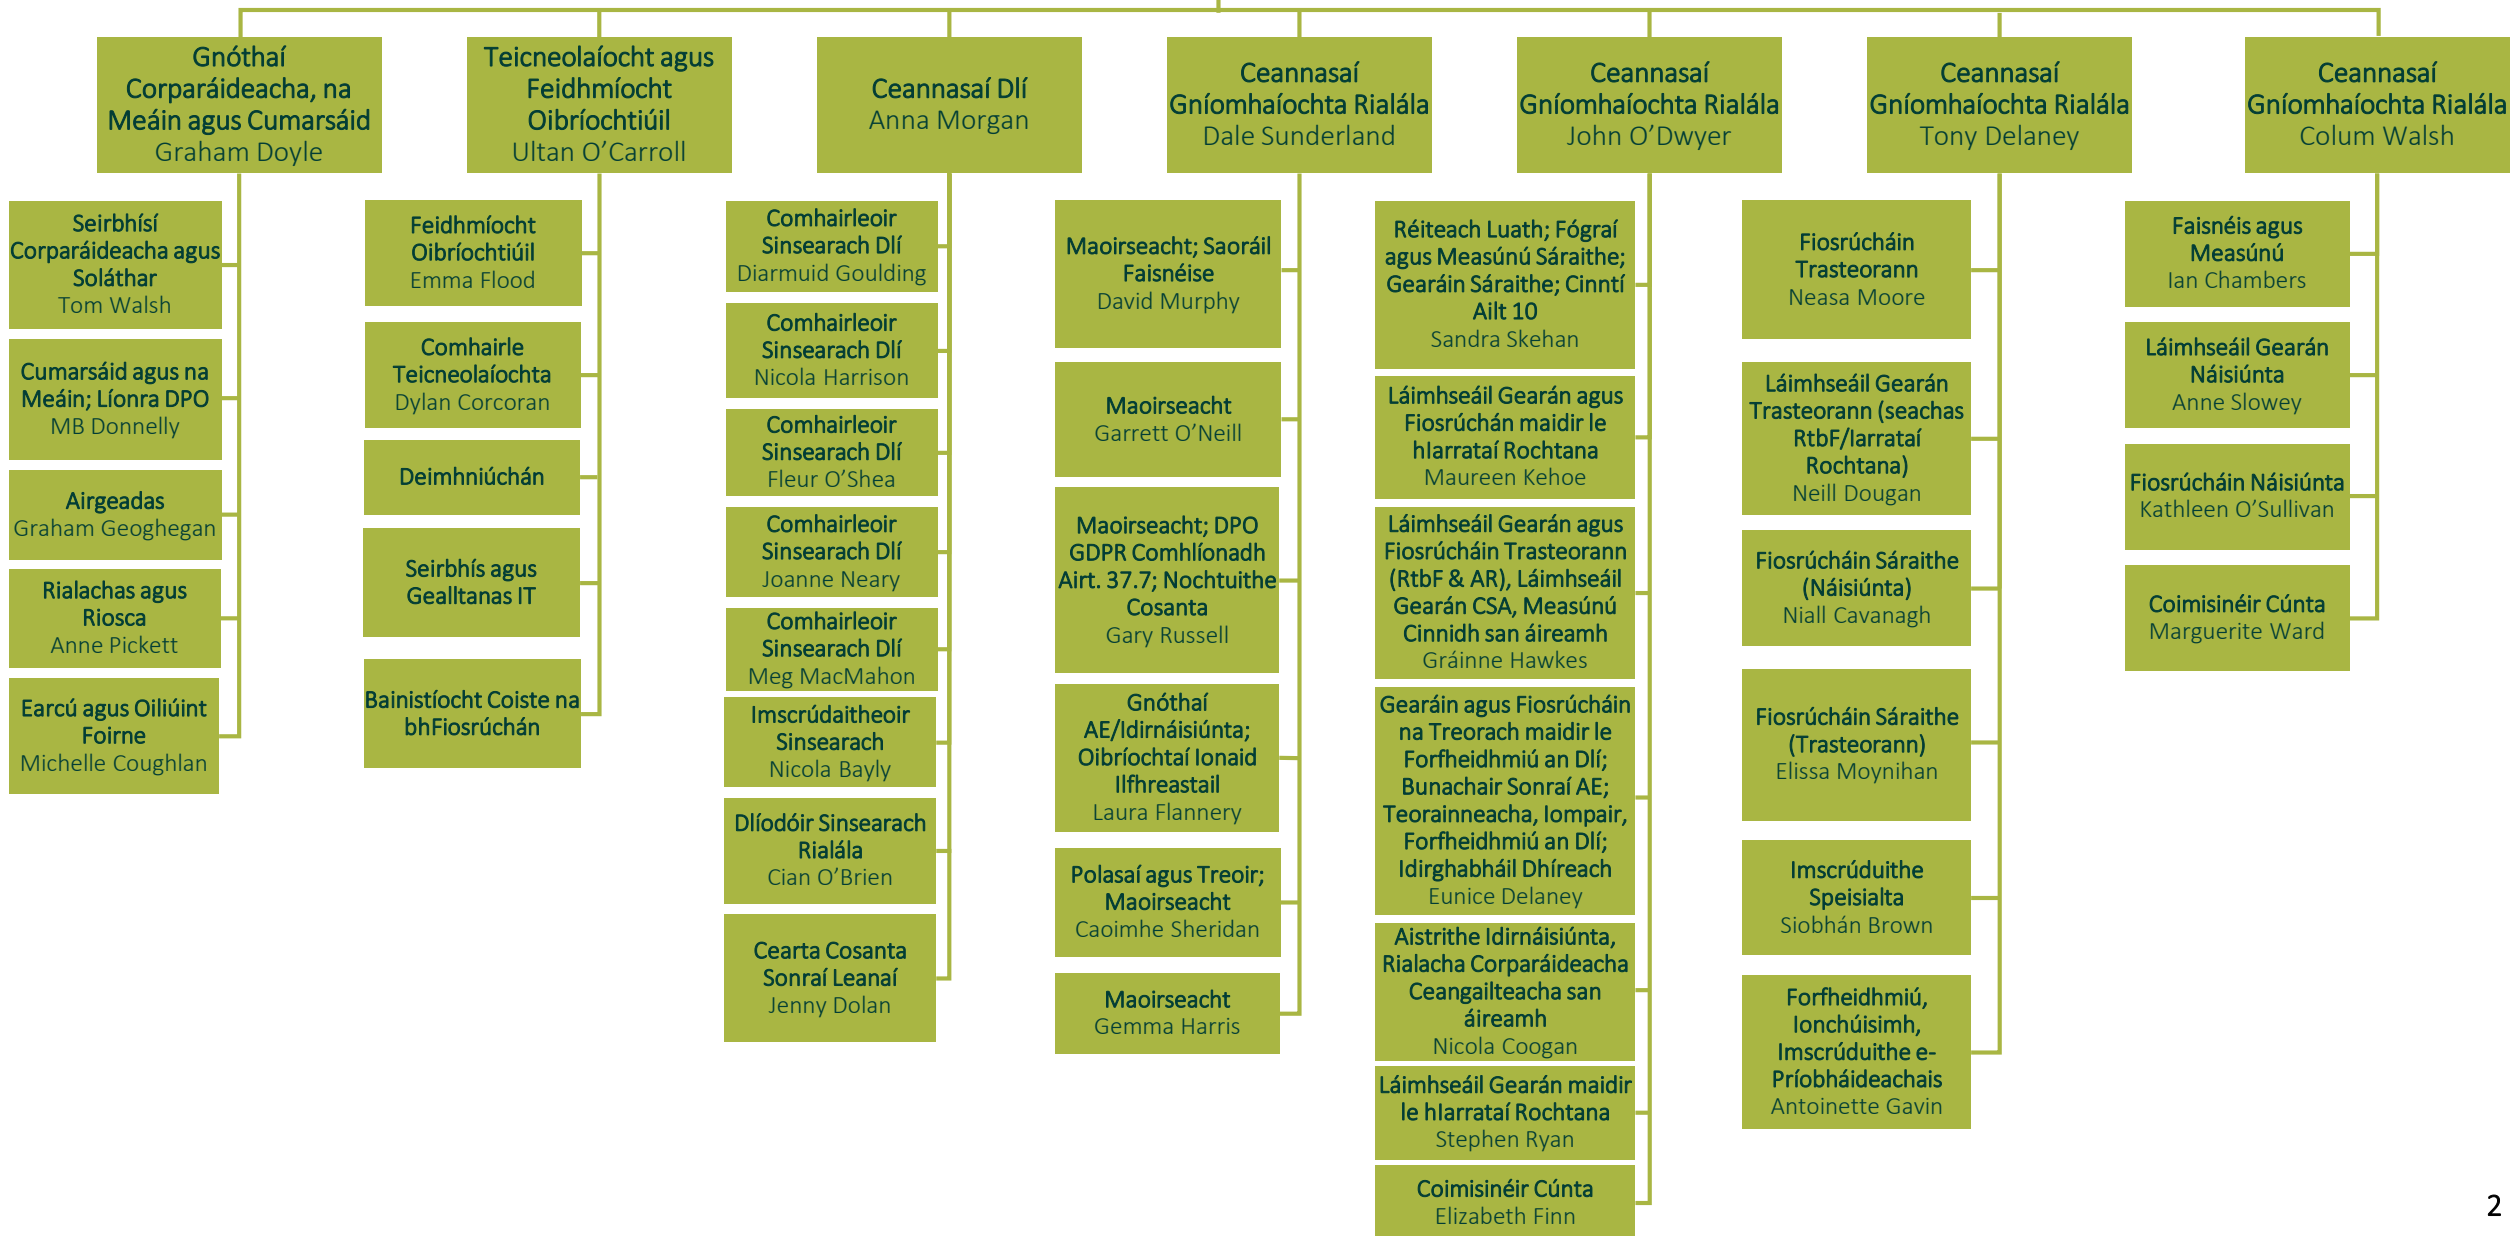 Gnóthaí
Corparáideacha, na
Meáin agus Cumarsáid
Graham Doyle
Seirbhísí
Corparáideacha agus
Soláthar
Tom Walsh
Cumarsáid agus na
Meáin; Líonra DPO
MB Donnelly
Airgeadas
Graham Geoghegan
Rialachas agus
Riosca
Anne Pickett
Earcú agus Oiliúint
Foirne
Michelle Coughlan
Teicneolaíocht agus
Feidhmíocht
Oibríochtiúil
Ultan O’Carroll
Feidhmíocht
Oibríochtiúil
Emma Flood
Comhairle
Teicneolaíochta
Dylan Corcoran
Deimhniúchán
Seirbhís agus
Gealltanas IT
Bainistíocht Coiste na
bhFiosrúchán
Ceannasaí Dlí
Anna Morgan
Comhairleoir
Sinsearach Dlí
Diarmuid Goulding
Comhairleoir
Sinsearach Dlí
Nicola Harrison
Comhairleoir
Sinsearach Dlí
Fleur O’Shea
Comhairleoir
Sinsearach Dlí
Joanne Neary
Comhairleoir
Sinsearach Dlí
Meg MacMahon
Imscrúdaitheoir
Sinsearach
Nicola Bayly
Dlíodóir Sinsearach
Rialála
Cian O’Brien
Cearta Cosanta
Sonraí Leanaí
Jenny Dolan
Ceannasaí
Gníomhaíochta Rialála
Dale Sunderland
Maoirseacht; Saoráil
Faisnéise
David Murphy
Maoirseacht
Garrett O’Neill
Maoirseacht; DPO
GDPR Comhlíonadh
Airt. 37.7; Nochtuithe
Cosanta
Gary Russell
Gnóthaí
AE/Idirnáisiúnta;
Oibríochtaí Ionaid
Ilfhreastail
Laura Flannery
Polasaí agus Treoir;
Maoirseacht
Caoimhe Sheridan
Maoirseacht
Gemma Harris
Ceannasaí
Gníomhaíochta Rialála
John O’Dwyer
Réiteach Luath; Fógraí
agus Measúnú Sáraithe;
Gearáin Sáraithe; Cinntí
Ailt 10
Sandra Skehan
Láimhseáil Gearán agus
Fiosrúchán maidir le
hIarrataí Rochtana
Maureen Kehoe
Láimhseáil Gearán agus
Fiosrúcháin Trasteorann
(RtbF & AR), Láimhseáil
Gearán CSA, Measúnú
Cinnidh san áireamh
Gráinne Hawkes
Gearáin agus Fiosrúcháin
na Treorach maidir le
Forfheidhmiú an Dlí;
Bunachair Sonraí AE;
Teorainneacha, Iompair,
Forfheidhmiú an Dlí;
Idirghabháil Dhíreach
Eunice Delaney
Aistrithe Idirnáisiúnta,
Rialacha Corparáideacha
Ceangailteacha san
áireamh
Nicola Coogan
Láimhseáil Gearán maidir
le hIarrataí Rochtana
Stephen Ryan
Coimisinéir Cúnta
Elizabeth Finn
Ceannasaí
Gníomhaíochta Rialála
Tony Delaney
Fiosrúcháin
Trasteorann
Neasa Moore
Láimhseáil Gearán
Trasteorann (seachas
RtbF/Iarrataí
Rochtana)
Neill Dougan
Fiosrúcháin Sáraithe
(Náisiúnta)
Niall Cavanagh
Fiosrúcháin Sáraithe
(Trasteorann)
Elissa Moynihan
Imscrúduithe
Speisialta
Siobhán Brown
Forfheidhmiú,
Ionchúisimh,
Imscrúduithe e-
Príobháideachais
Antoinette Gavin
Ceannasaí
Gníomhaíochta Rialála
Colum Walsh
Faisnéis agus
Measúnú
Ian Chambers
Láimhseáil Gearán
Náisiúnta
Anne Slowey
Fiosrúcháin Náisiúnta
Kathleen O’Sullivan
Coimisinéir Cúnta
Marguerite Ward
2